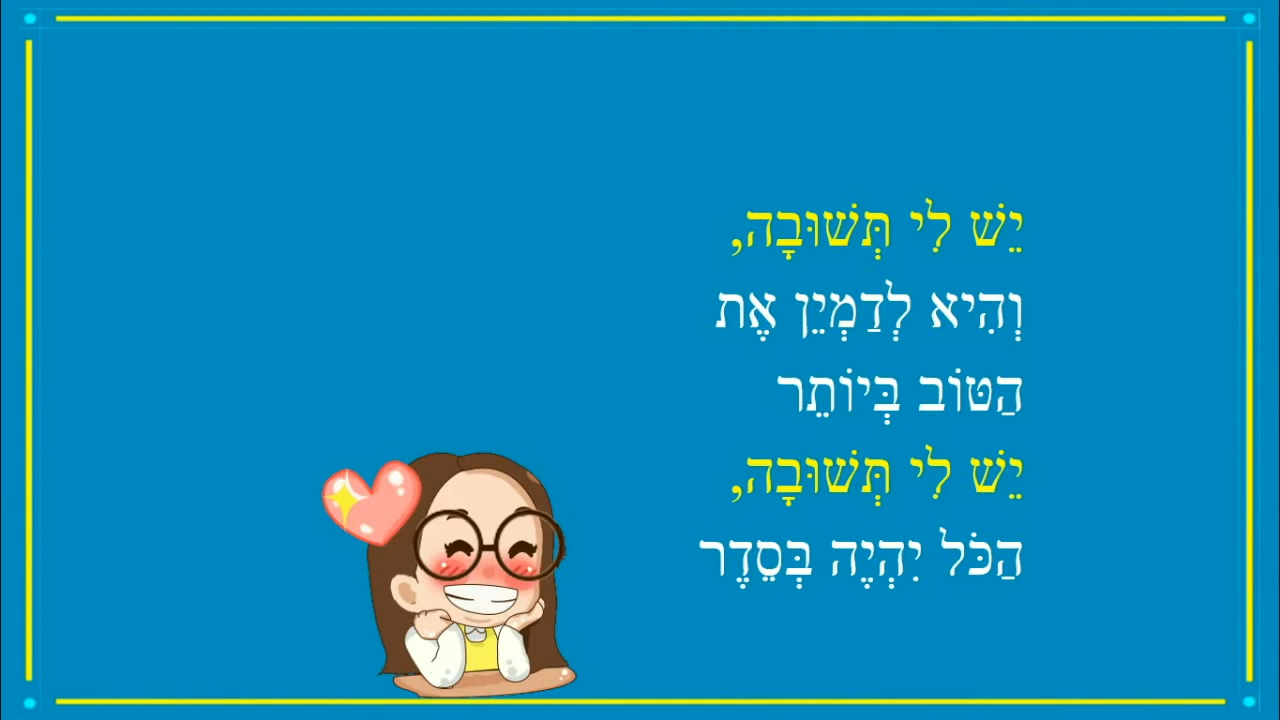 יֵשׁ לִי תְּשׁוּבָה,
וְהִיא לְדַמְיֵן אֶת
הַטּוֹב בְּיוֹתֵר
יֵשׁ לִי תְּשׁוּבָה,
הַכֹּל יִהְיֶה בְּסֵדֶר